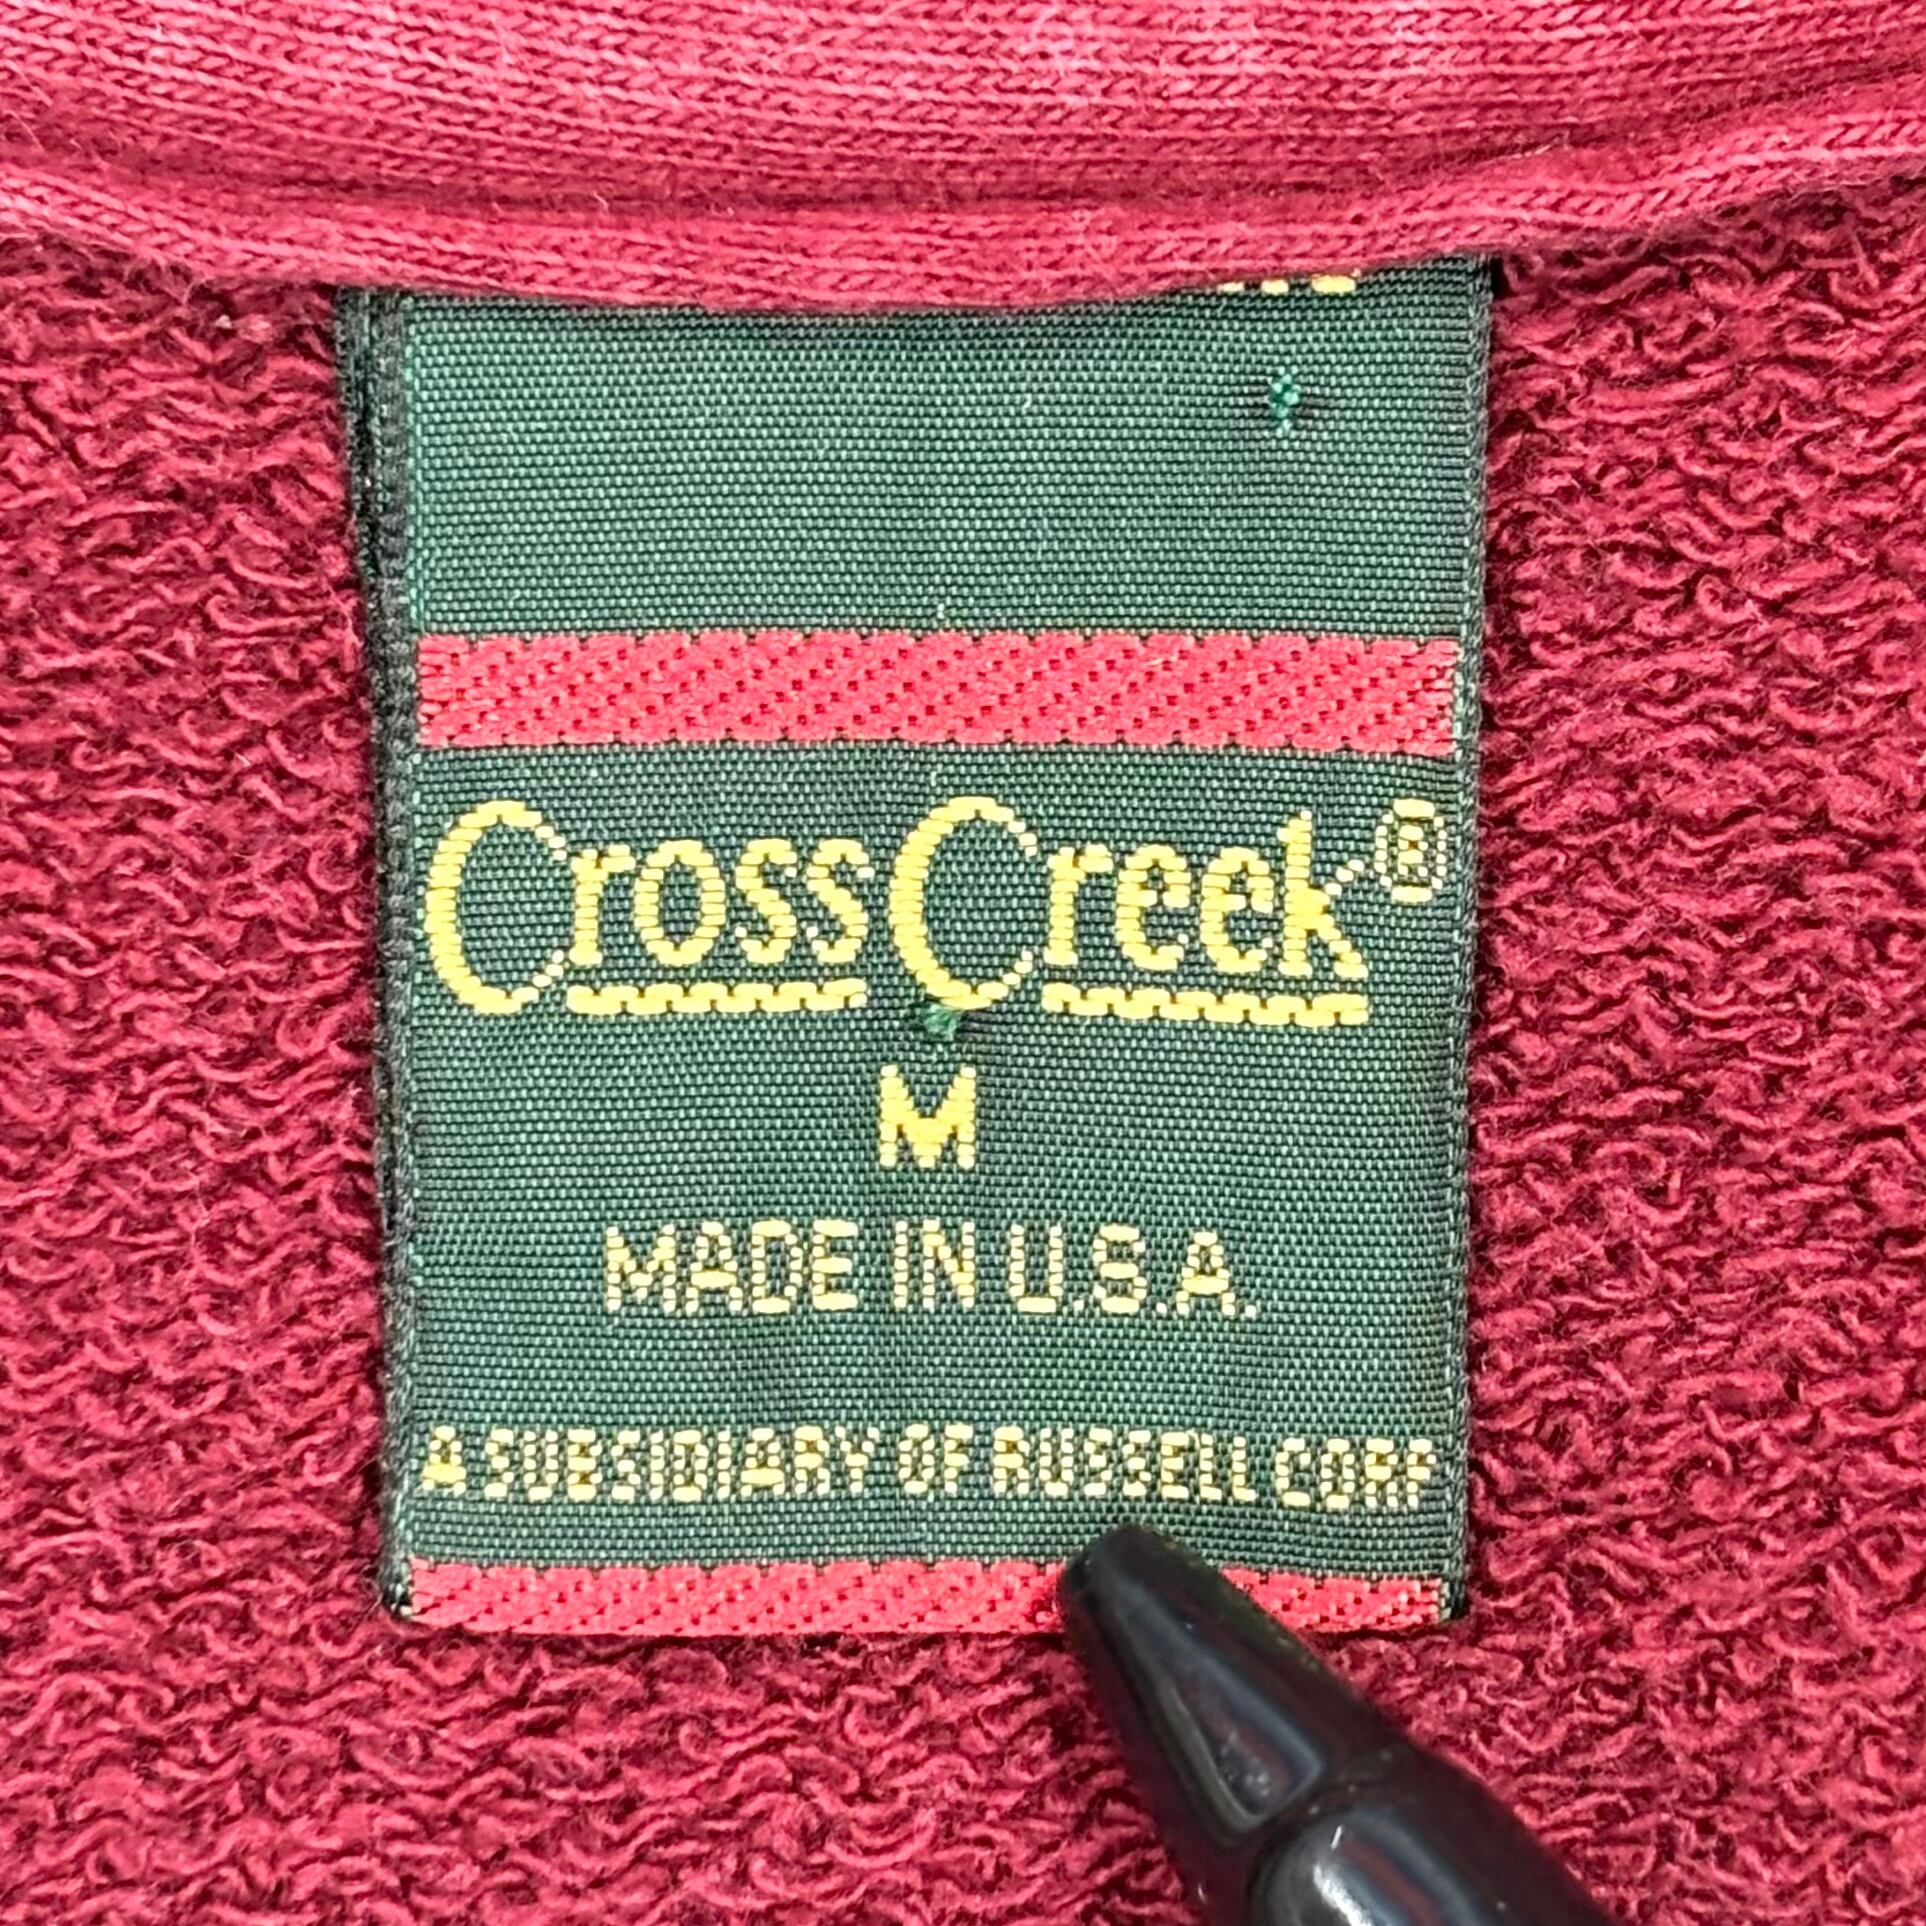 CrossCreek®
M
MADE IN U.S.A.
A SUBSIDIARY OF RUSSELL CORP